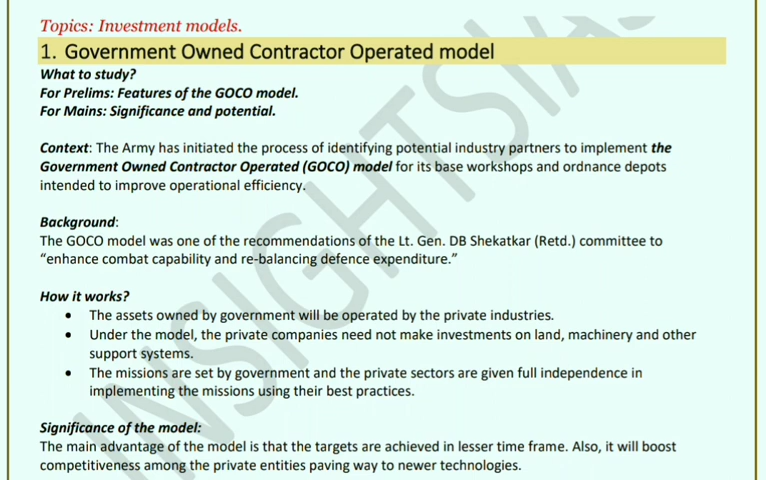 Topics: Investment models.
1. Government Owned Contractor Operated model
What to study?
For Prelims: Features of the GOCO model.
For Mains: Significance and potential.
Context: The Army has initiated the process of identifying potential industry partners to implement the
Government Owned Contractor Operated (GOCO) model for its base workshops and ordnance depots
intended to improve operational efficiency.
Background:
The GOCO model was one of the recommendations of the Lt. Gen. DB Shekatkar (Retd.) committee to
“enhance combat capability and re-balancing defence expenditure.”
How it works?
• The assets owned by government will be operated by the private industries.
• Under the model, the private companies need not make investments on land, machinery and other
support systems.
• The missions are set by government and the private sectors are given full independence in
implementing the missions using their best practices.
Significance of the model:
The main advantage of the model is that the targets are achieved in lesser time frame. Also, it will boost
competitiveness among the private entities paving way to newer technologies.
INSIGHTSIAS